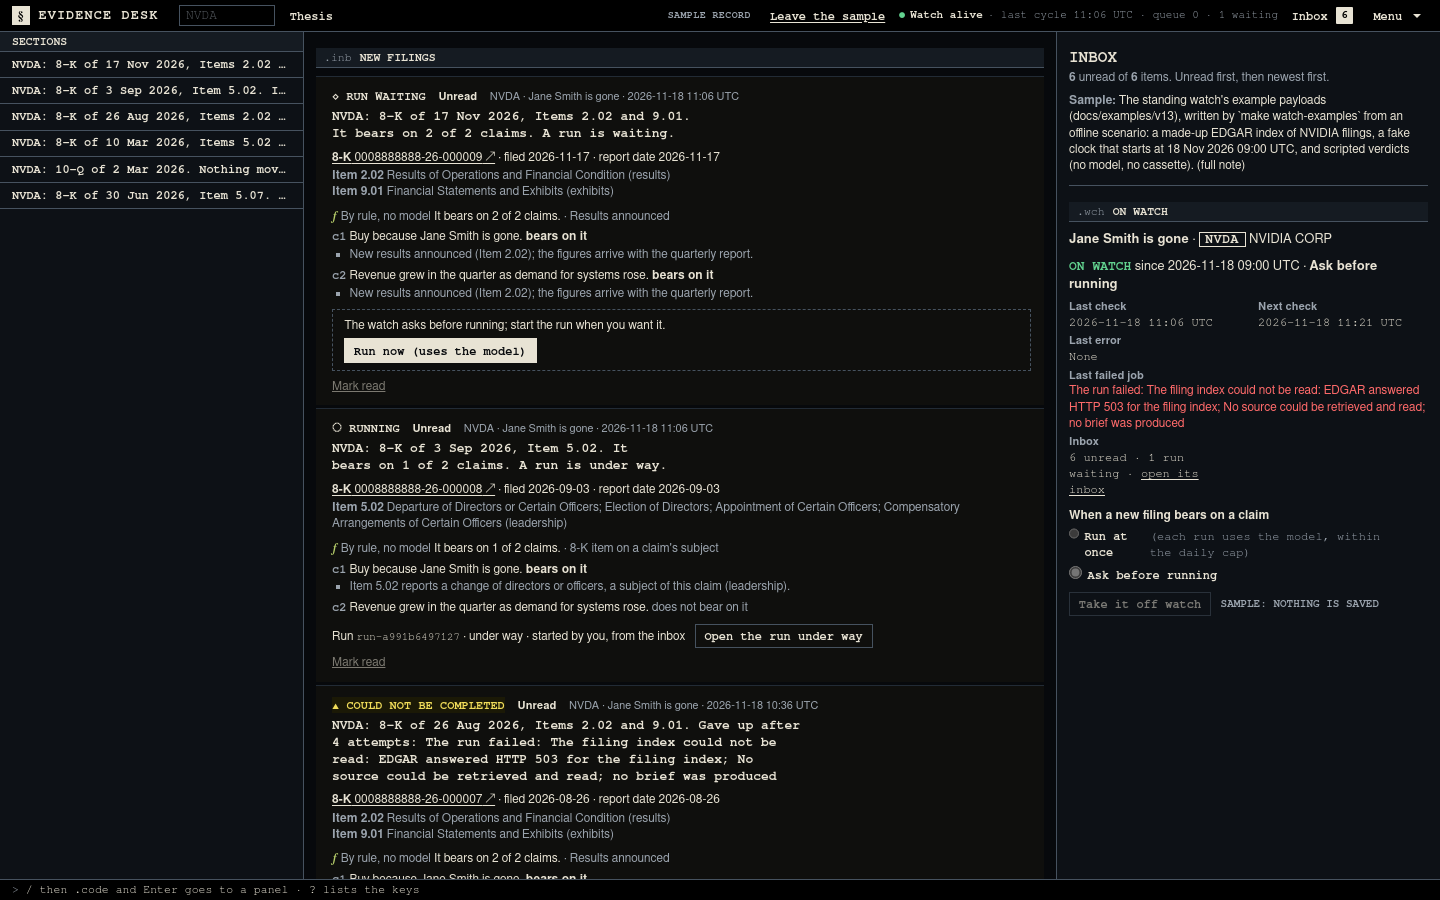 § EVIDENCE DESK NVDA Thesis SAMPLE RECORD Leave the sample Watch alive · last cycle 11:06 UTC · queue 0 · 1 waiting Inbox 6 Menu
SECTIONS
NVDA: 8-K of 17 Nov 2026, Items 2.02 …
NVDA: 8-K of 3 Sep 2026, Item 5.02. I…
NVDA: 8-K of 26 Aug 2026, Items 2.02 …
NVDA: 8-K of 10 Mar 2026, Items 5.02 …
NVDA: 10-Q of 2 Mar 2026. Nothing mov…
NVDA: 8-K of 30 Jun 2026, Item 5.07. …
.inb NEW FILINGS
RUN WAITING Unread NVDA · Jane Smith is gone · 2026-11-18 11:06 UTC
NVDA: 8-K of 17 Nov 2026, Items 2.02 and 9.01.
It bears on 2 of 2 claims. A run is waiting.
8-K 0008888888-26-000009 ↗ · filed 2026-11-17 · report date 2026-11-17
Item 2.02 Results of Operations and Financial Condition (results)
Item 9.01 Financial Statements and Exhibits (exhibits)
f By rule, no model It bears on 2 of 2 claims. · Results announced
c1 Buy because Jane Smith is gone. bears on it
▪ New results announced (Item 2.02); the figures arrive with the quarterly report.
c2 Revenue grew in the quarter as demand for systems rose. bears on it
▪ New results announced (Item 2.02); the figures arrive with the quarterly report.
The watch asks before running; start the run when you want it.
Run now (uses the model)
Mark read
RUNNING Unread NVDA · Jane Smith is gone · 2026-11-18 11:06 UTC
NVDA: 8-K of 3 Sep 2026, Item 5.02. It
bears on 1 of 2 claims. A run is under way.
8-K 0008888888-26-000008 ↗ · filed 2026-09-03 · report date 2026-09-03
Item 5.02 Departure of Directors or Certain Officers; Election of Directors; Appointment of Certain Officers; Compensatory
Arrangements of Certain Officers (leadership)
f By rule, no model It bears on 1 of 2 claims. · 8-K item on a claim's subject
c1 Buy because Jane Smith is gone. bears on it
▪ Item 5.02 reports a change of directors or officers, a subject of this claim (leadership).
c2 Revenue grew in the quarter as demand for systems rose. does not bear on it
Run run-a991b6497127 · under way · started by you, from the inbox Open the run under way
Mark read
▲ COULD NOT BE COMPLETED Unread NVDA · Jane Smith is gone · 2026-11-18 10:36 UTC
NVDA: 8-K of 26 Aug 2026, Items 2.02 and 9.01. Gave up after
4 attempts: The run failed: The filing index could not be
read: EDGAR answered HTTP 503 for the filing index; No
source could be retrieved and read; no brief was produced
8-K 0008888888-26-000007 ↗ · filed 2026-08-26 · report date 2026-08-26
Item 2.02 Results of Operations and Financial Condition (results)
Item 9.01 Financial Statements and Exhibits (exhibits)
f By rule, no model It bears on 2 of 2 claims. · Results announced
c1 Buy because Jane Smith is gone. bears on it
INBOX
6 unread of 6 items. Unread first, then newest first.
Sample: The standing watch's example payloads
(docs/examples/v13), written by `make watch-examples` from an
offline scenario: a made-up EDGAR index of NVIDIA filings, a fake
clock that starts at 18 Nov 2026 09:00 UTC, and scripted verdicts
(no model, no cassette). (full note)
.wch ON WATCH
Jane Smith is gone · NVDA NVIDIA CORP
ON WATCH since 2026-11-18 09:00 UTC · Ask before
running
Last check Next check
2026-11-18 11:06 UTC 2026-11-18 11:21 UTC
Last error
None
Last failed job
The run failed: The filing index could not be read: EDGAR answered
HTTP 503 for the filing index; No source could be retrieved and read;
no brief was produced
Inbox
6 unread · 1 run
waiting · open its
inbox
When a new filing bears on a claim
Run at (each run uses the model, within
once the daily cap)
Ask before running
Take it off watch SAMPLE: NOTHING IS SAVED
> / then .code and Enter goes to a panel · ? lists the keys